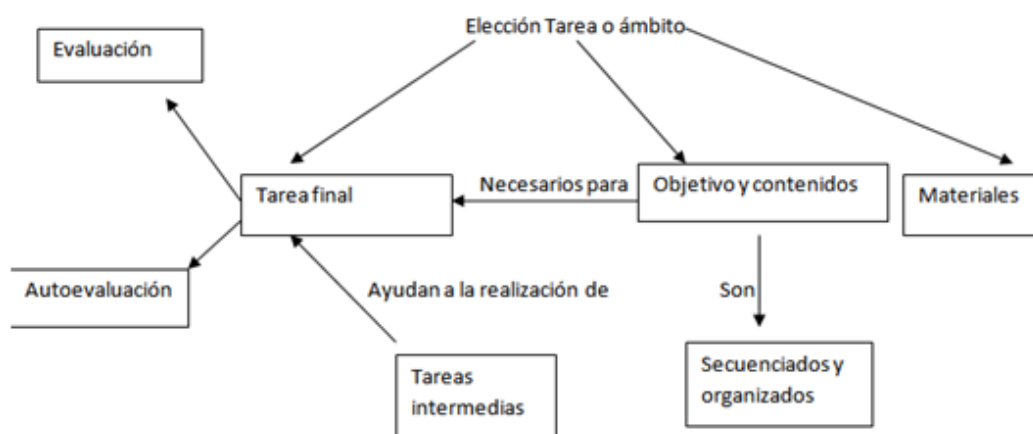 Elección Tarea o ámbito
Evaluación
Tarea final
Necesarios para
Objetivo y contenidos
Materiales
Autoevaluación
Ayudan a la realización de
Son
Tareas
intermedias
Secuenciados y
organizados